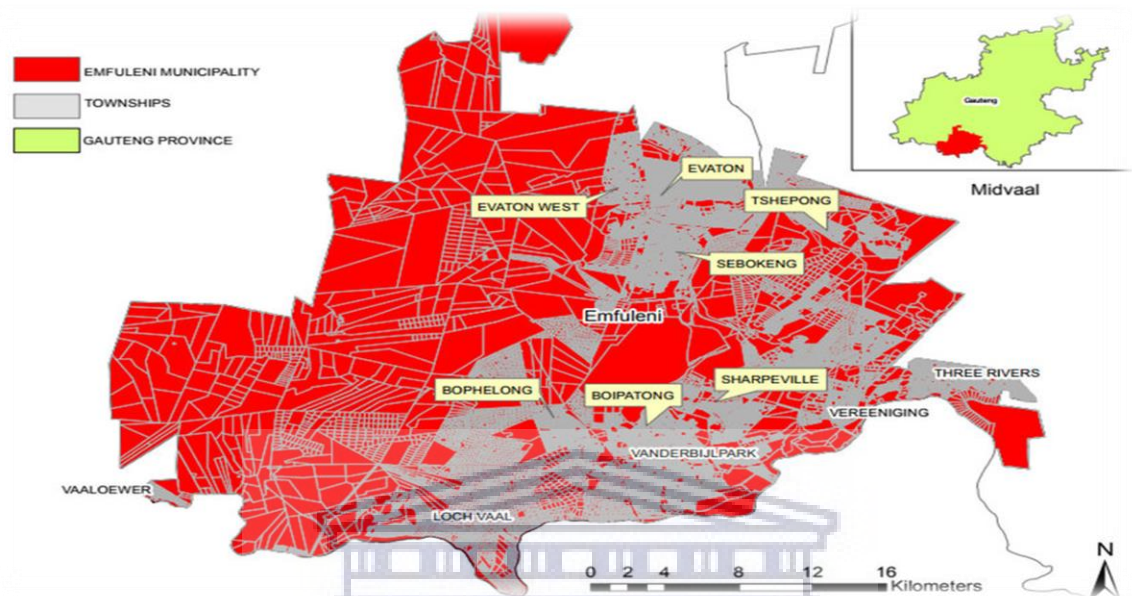 EMFULENI MUNICIPALITY
TOWNSHIPS
GAUTENG PROVINCE
Gauteng
Midvaal
EVATON
EVATON WEST
TSHEPONG
SEBOKENG
Emfuleni
BOPHELONG
BOIPATONG
SHARPEVILLE
THREE RIVERS
VEREENIGING
VANDERBIJLPARK
VAALOEWER
LOCH VAAL
N
0 2 4 8 12 16
Kilometers